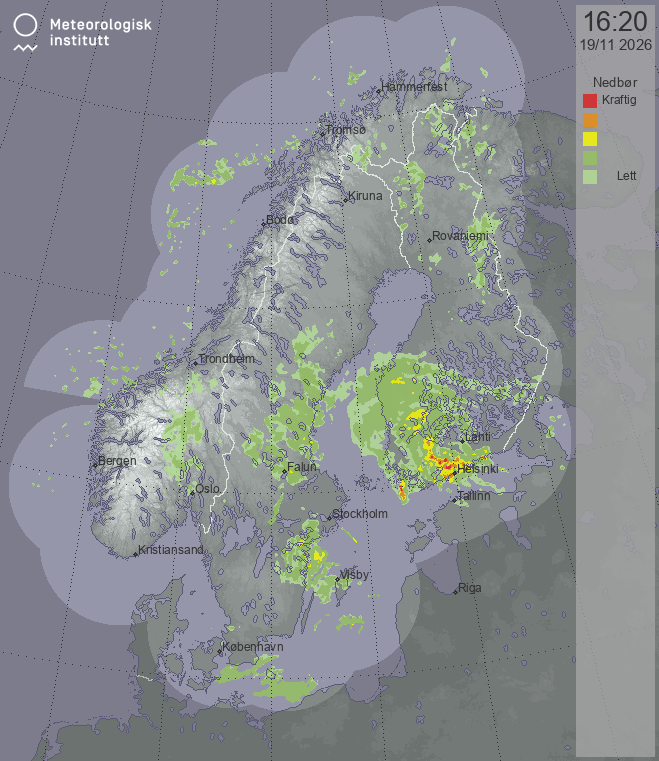 Meteorologisk
institutt
16:20
19/11 2026
Nedbør
Kraftig
Lett
Hammerfest
Tromsø
Kiruna
Bodø
Rovaniemi
Trondheim
Lahti
Bergen
Falun
Helsinki
Oslo
Tallinn
Stockholm
Kristiansand
Visby
Riga
København